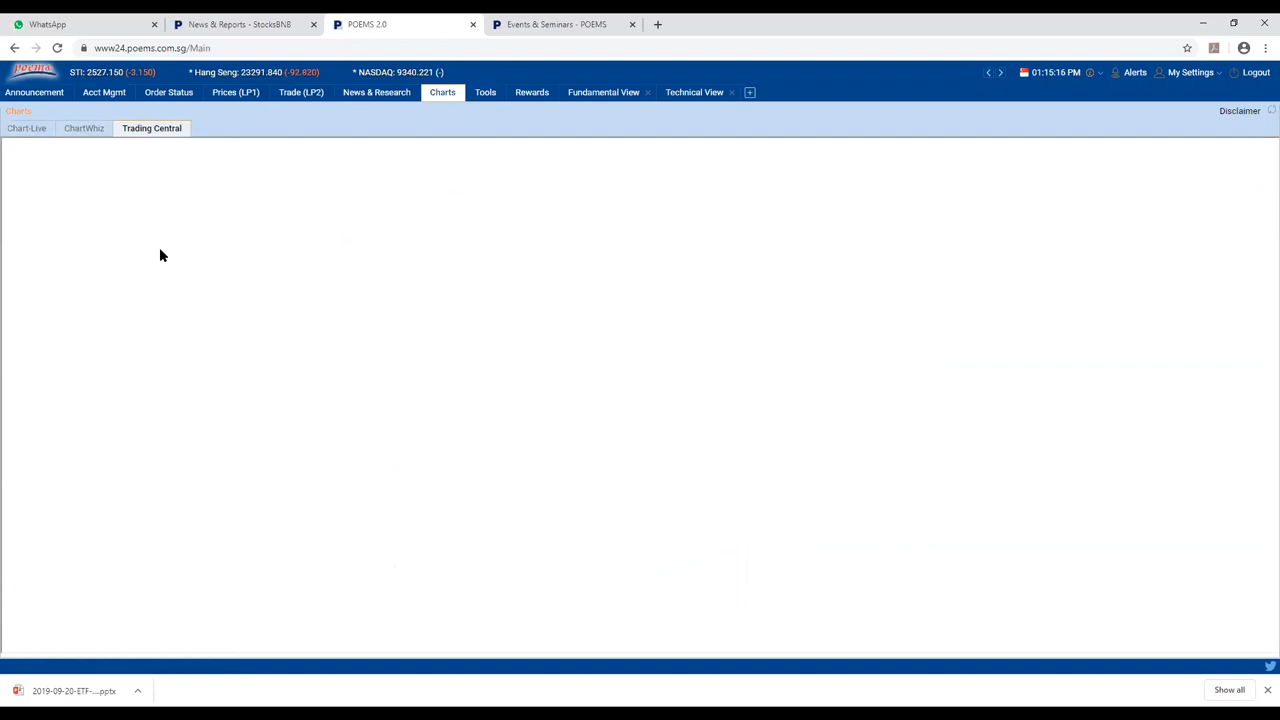 WhatsApp
News & Reports - StocksBNB
POEMS 2.0
Events & Seminars - POEMS
www24.poems.com.sg/Main
poems
STI: 2527.150 (-3.150)
* Hang Seng: 23291.840 (-92.820)
* NASDAQ: 9340.221 (-)
01:15:16 PM
Alerts
My Settings
Logout
Announcement
Acct Mgmt
Order Status
Prices (LP1)
Trade (LP2)
News & Research
Charts
Tools
Rewards
Fundamental View
Technical View
Charts
Disclaimer
Chart-Live
ChartWhiz
Trading Central
2019-09-20-ETF-....pptx
Show all